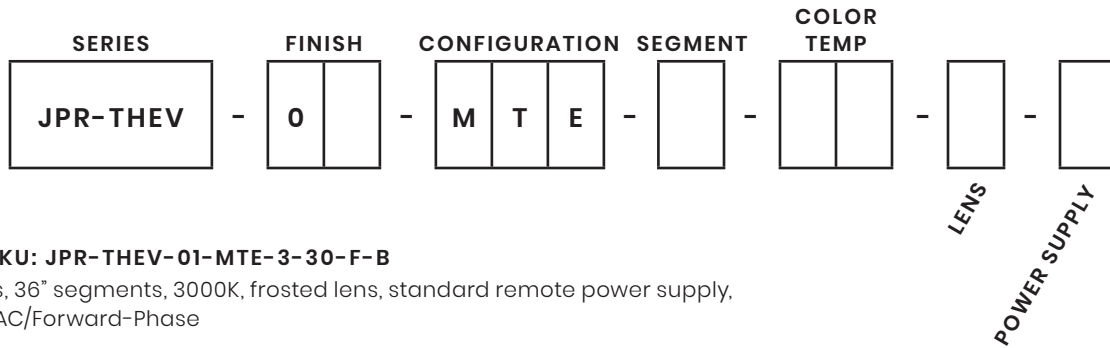 SERIES
FINISH
CONFIGURATION
SEGMENT
COLOR
TEMP
JPR-THEV - 0 - M T E - - - -
LENS
POWER SUPPLY
KU: JPR-THEV-01-MTE-3-30-F-B
s, 36” segments, 3000K, frosted lens, standard remote power supply,
AC/Forward-Phase